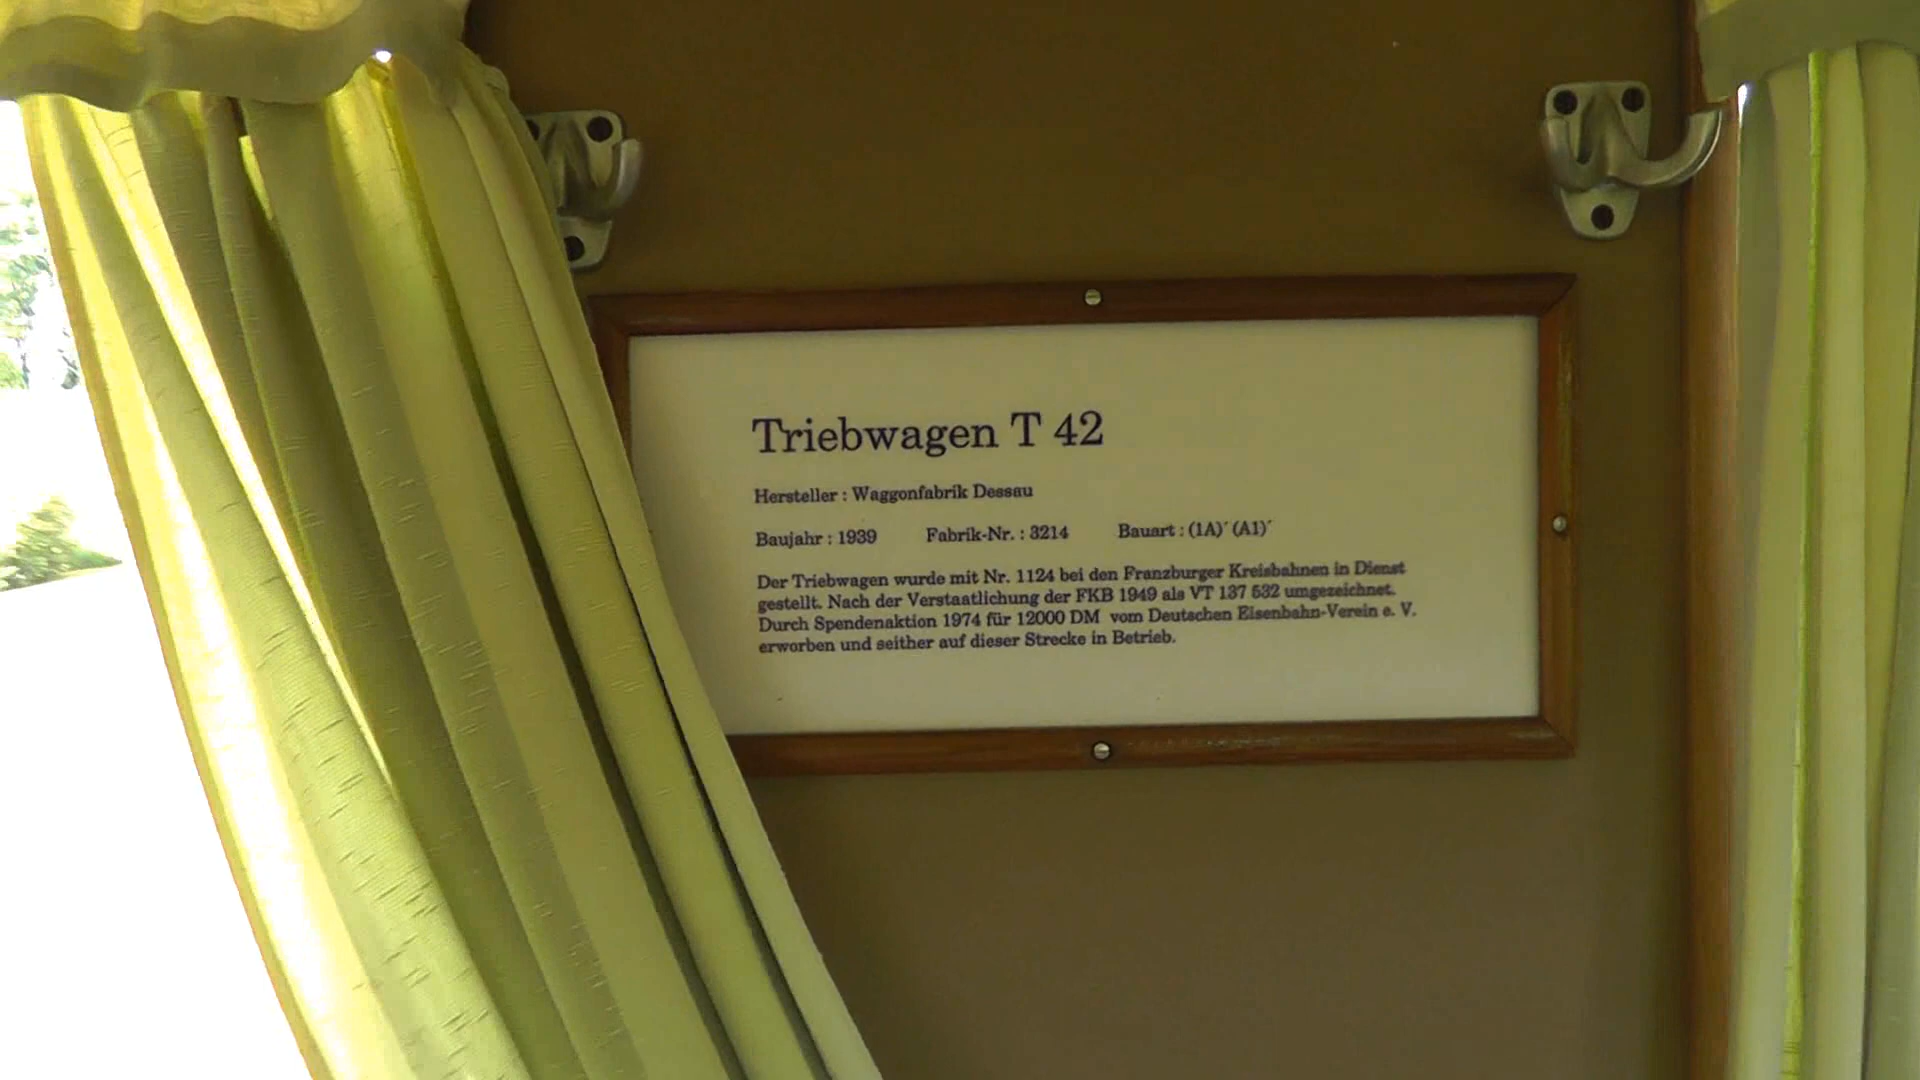 Triebwagen T 42
Hersteller : Waggonfabrik Dessau
Baujahr : 1939 Fabrik-Nr. : 3214 Bauart : (1A)´ (A1)´
Der Triebwagen wurde mit Nr. 1124 bei den Franzburger Kreisbahnen in Dienst
gestellt. Nach der Verstaatlichung der FKB 1949 als VT 137 532 umgezeichnet.
Durch Spendenaktion 1974 für 12000 DM vom Deutschen Eisenbahn-Verein e. V.
erworben und seither auf dieser Strecke in Betrieb.